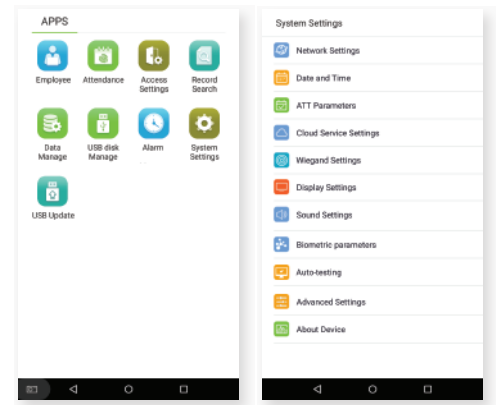 APPS
Employee
Attendance
Access
Settings
Record
Search
Data
Manage
USB disk
Manage
Alarm
System
Settings
USB Update
System Settings
Network Settings
Date and Time
ATT Parameters
Cloud Service Settings
Wiegand Settings
Display Settings
Sound Settings
Biometric parameters
Auto-testing
Advanced Settings
About Device